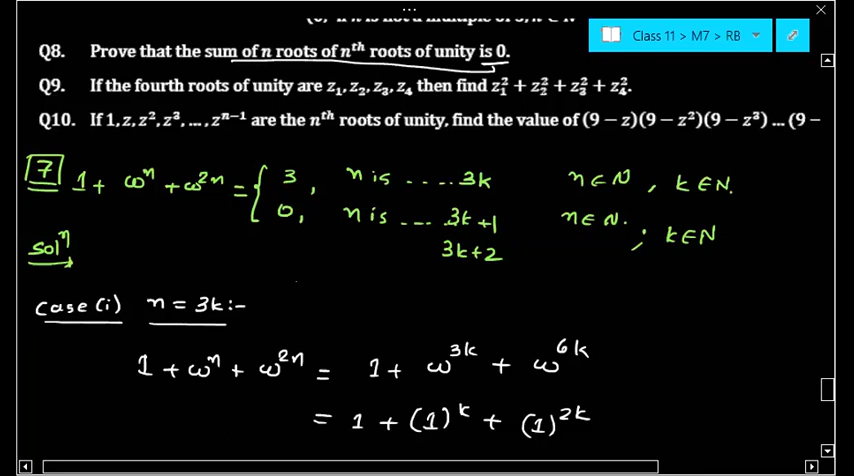 Class 11 > M7 > RB
Q8. Prove that the sum of n roots of nᵗʰ roots of unity is 0.
Q9. If the fourth roots of unity are z₁, z₂, z₃, z₄ then find z₁² + z₂² + z₃² + z₄².
Q10. If 1, z, z², z³, ..., zⁿ⁻¹ are the nᵗʰ roots of unity, find the value of (9 − z)(9 − z²)(9 − z³) ... (9 −
7 1 + ωⁿ + ω²ⁿ = { 3, n is .... 3k n ∈ N, k ∈ N.
0, n is ... 3k+1 n ∈ N. ; k ∈ N
3k+2
Solⁿ
Case (i) n = 3k :-
1 + ωⁿ + ω²ⁿ = 1 + ω³ᵏ + ω⁶ᵏ
= 1 + (1)ᵏ + (1)²ᵏ